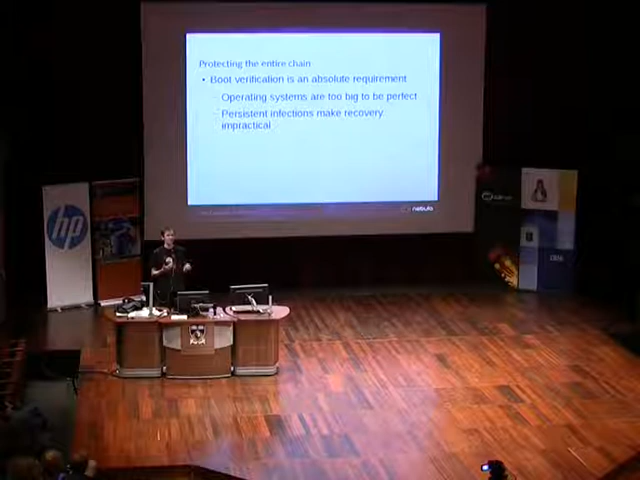 Protecting the entire chain
• Boot verification is an absolute requirement
– Operating systems are too big to be perfect
– Persistent infections make recovery
impractical
nebula
hp